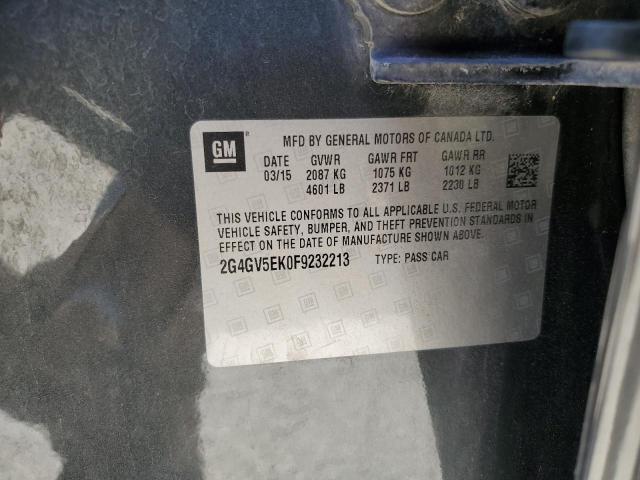 GM ® MFD BY GENERAL MOTORS OF CANADA LTD.
DATE GVWR GAWR FRT GAWR RR
03/15 2087 KG 1075 KG 1012 KG
4601 LB 2371 LB 2230 LB
THIS VEHICLE CONFORMS TO ALL APPLICABLE U.S. FEDERAL MOTOR
VEHICLE SAFETY, BUMPER, AND THEFT PREVENTION STANDARDS IN
EFFECT ON THE DATE OF MANUFACTURE SHOWN ABOVE.
2G4GV5EK0F9232213 TYPE: PASS CAR